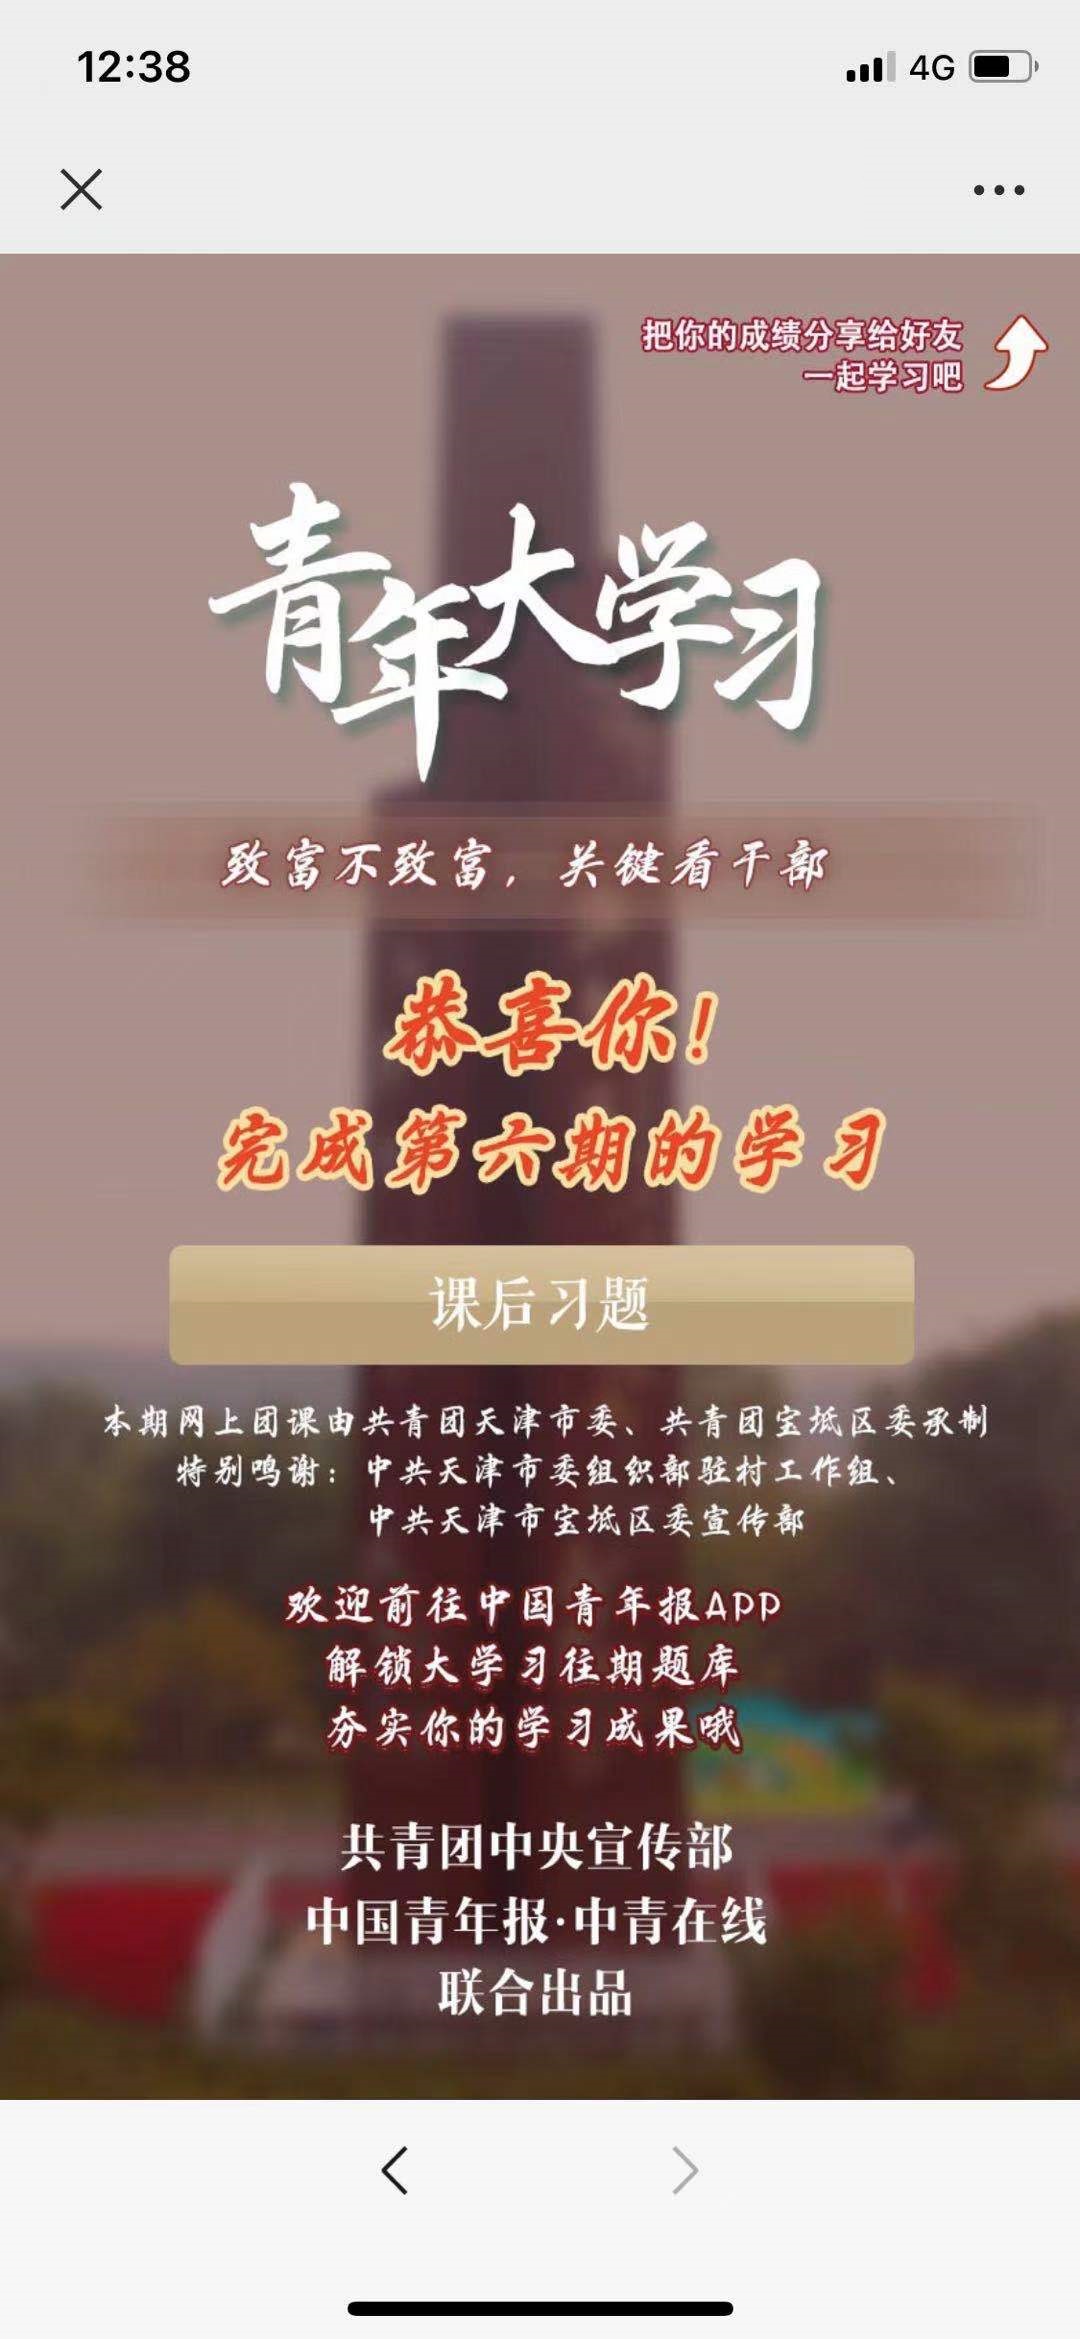 12:38
4G
把你的成绩分享给好友
一起学习吧
青年大学习
致富不致富，关键看干部
恭喜你！
完成第六期的学习
课后习题
本期网上团课由共青团天津市委、共青团宝坻区委承制
特别鸣谢：中共天津市委组织部驻村工作组、
中共天津市宝坻区委宣传部
欢迎前往中国青年报APP
解锁大学习往期题库
夯实你的学习成果哦
共青团中央宣传部
中国青年报·中青在线
联合出品